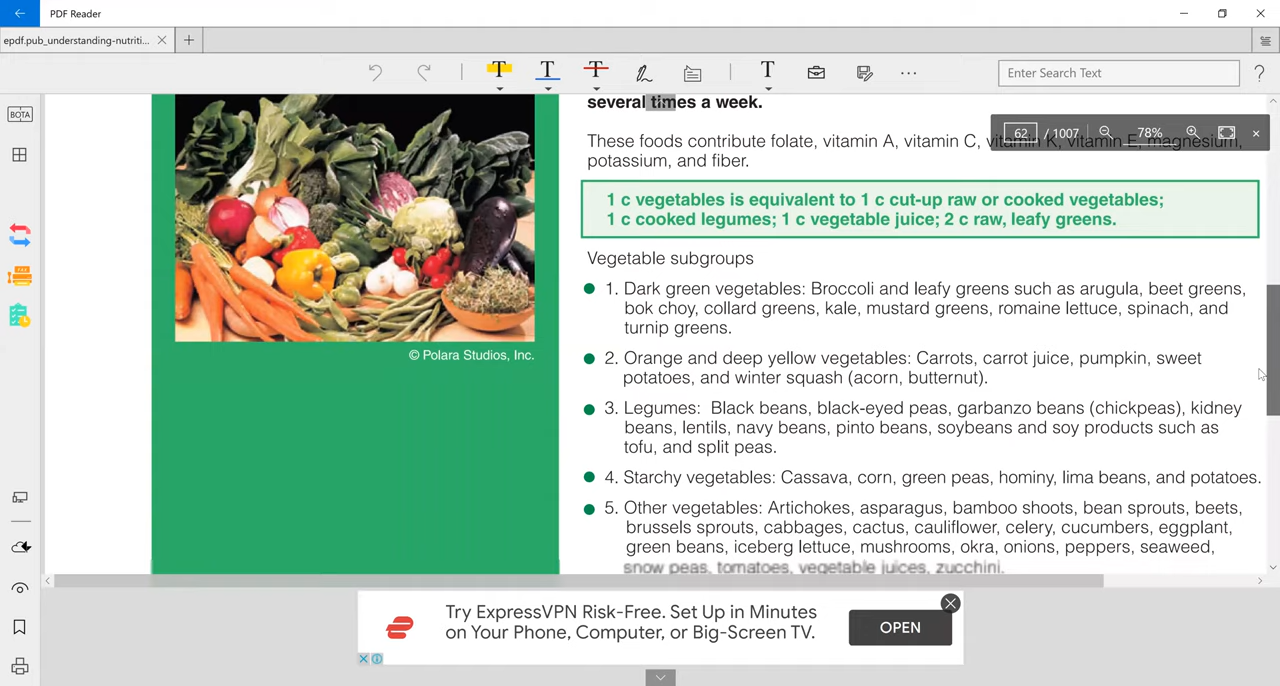 PDF Reader
epdf.pub_understanding-nutriti...
T T T T
Enter Search Text
?
BOTA
62 / 1007 78%
several times a week.
These foods contribute folate, vitamin A, vitamin C, vitamin K, vitamin E, magnesium,
potassium, and fiber.
1 c vegetables is equivalent to 1 c cut-up raw or cooked vegetables;
1 c cooked legumes; 1 c vegetable juice; 2 c raw, leafy greens.
Vegetable subgroups
1. Dark green vegetables: Broccoli and leafy greens such as arugula, beet greens,
bok choy, collard greens, kale, mustard greens, romaine lettuce, spinach, and
turnip greens.
© Polara Studios, Inc.
2. Orange and deep yellow vegetables: Carrots, carrot juice, pumpkin, sweet
potatoes, and winter squash (acorn, butternut).
3. Legumes: Black beans, black-eyed peas, garbanzo beans (chickpeas), kidney
beans, lentils, navy beans, pinto beans, soybeans and soy products such as
tofu, and split peas.
4. Starchy vegetables: Cassava, corn, green peas, hominy, lima beans, and potatoes.
5. Other vegetables: Artichokes, asparagus, bamboo shoots, bean sprouts, beets,
brussels sprouts, cabbages, cactus, cauliflower, celery, cucumbers, eggplant,
green beans, iceberg lettuce, mushrooms, okra, onions, peppers, seaweed,
snow peas, tomatoes, vegetable juices, zucchini.
Try ExpressVPN Risk-Free. Set Up in Minutes
on Your Phone, Computer, or Big-Screen TV.
OPEN